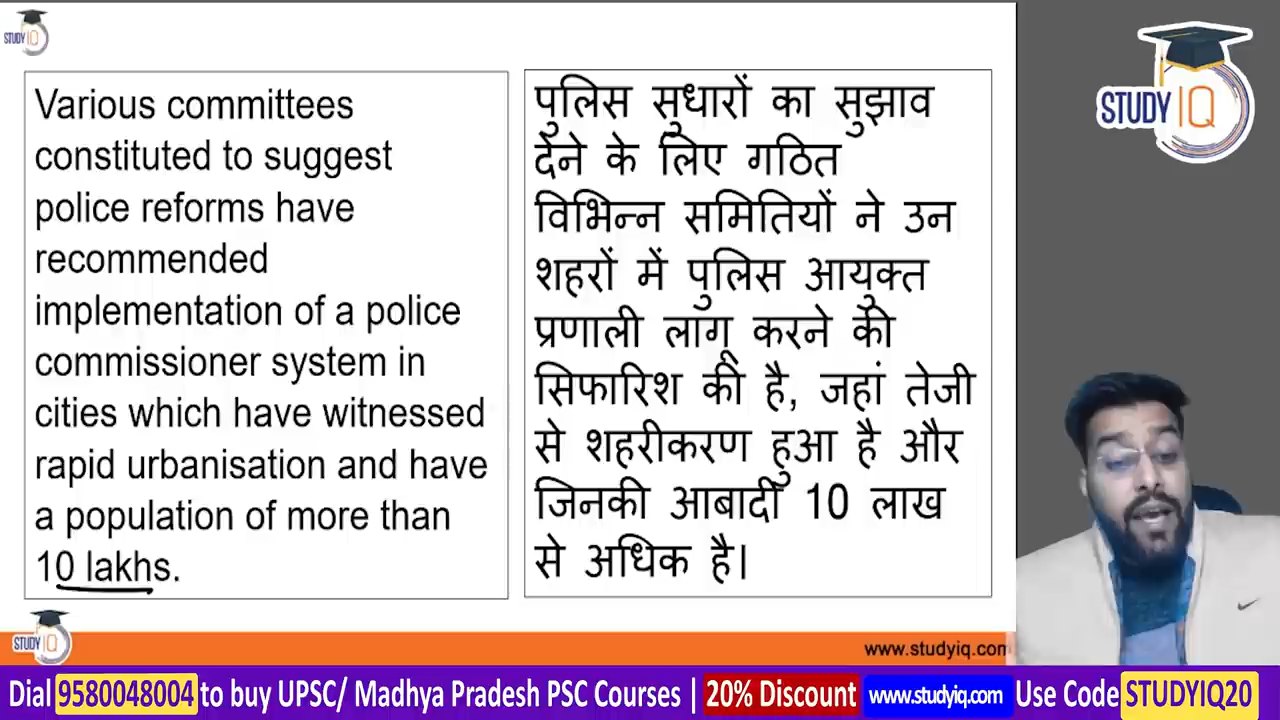 STUDY IQ
Various committees
constituted to suggest
police reforms have
recommended
implementation of a police
commissioner system in
cities which have witnessed
rapid urbanisation and have
a population of more than
10 lakhs.
पुलिस सुधारों का सुझाव
देने के लिए गठित
विभिन्न समितियों ने उन
शहरों में पुलिस आयुक्त
प्रणाली लागू करने की
सिफारिश की है, जहां तेजी
से शहरीकरण हुआ है और
जिनकी आबादी 10 लाख
से अधिक है।
STUDY IQ
STUDY IQ
www.studyiq.com
Dial 9580048004 to buy UPSC/ Madhya Pradesh PSC Courses | 20% Discount www.studyiq.com Use Code STUDYIQ20